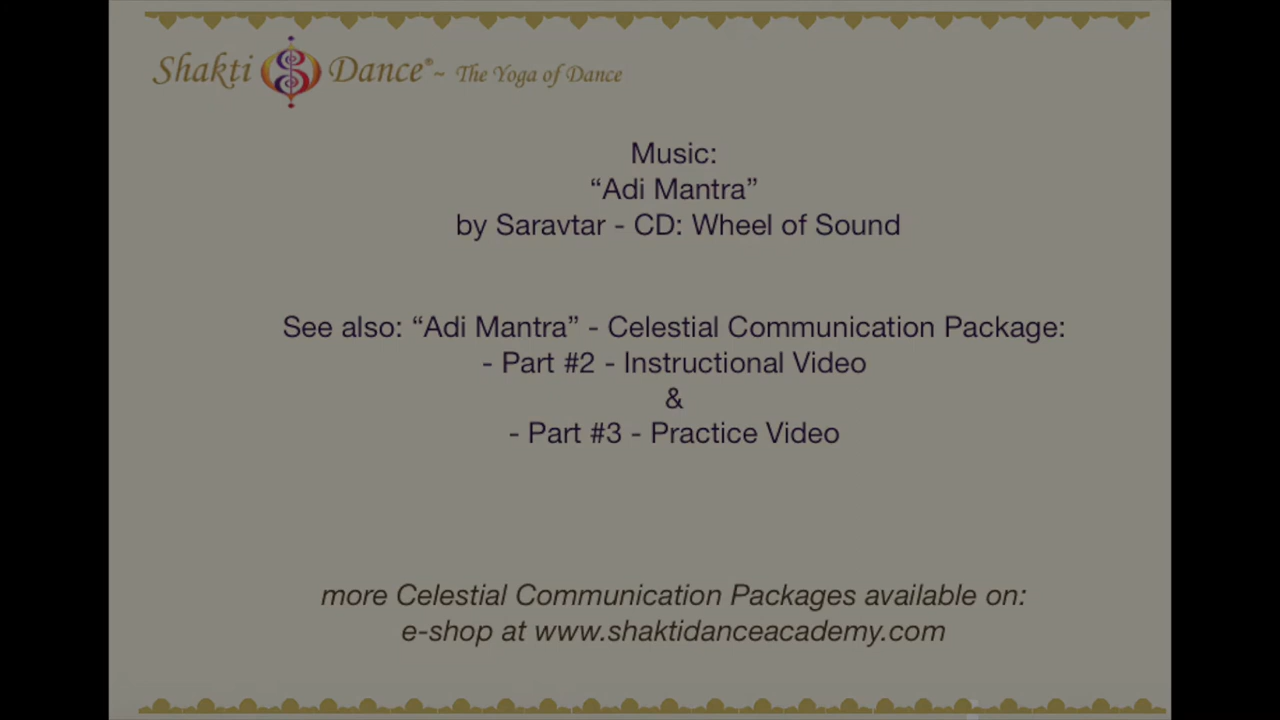 Shakti Dance®~ The Yoga of Dance
Music:
“Adi Mantra”
by Saravtar - CD: Wheel of Sound
See also: “Adi Mantra” - Celestial Communication Package:
- Part #2 - Instructional Video
&
- Part #3 - Practice Video
more Celestial Communication Packages available on:
e-shop at www.shaktidanceacademy.com